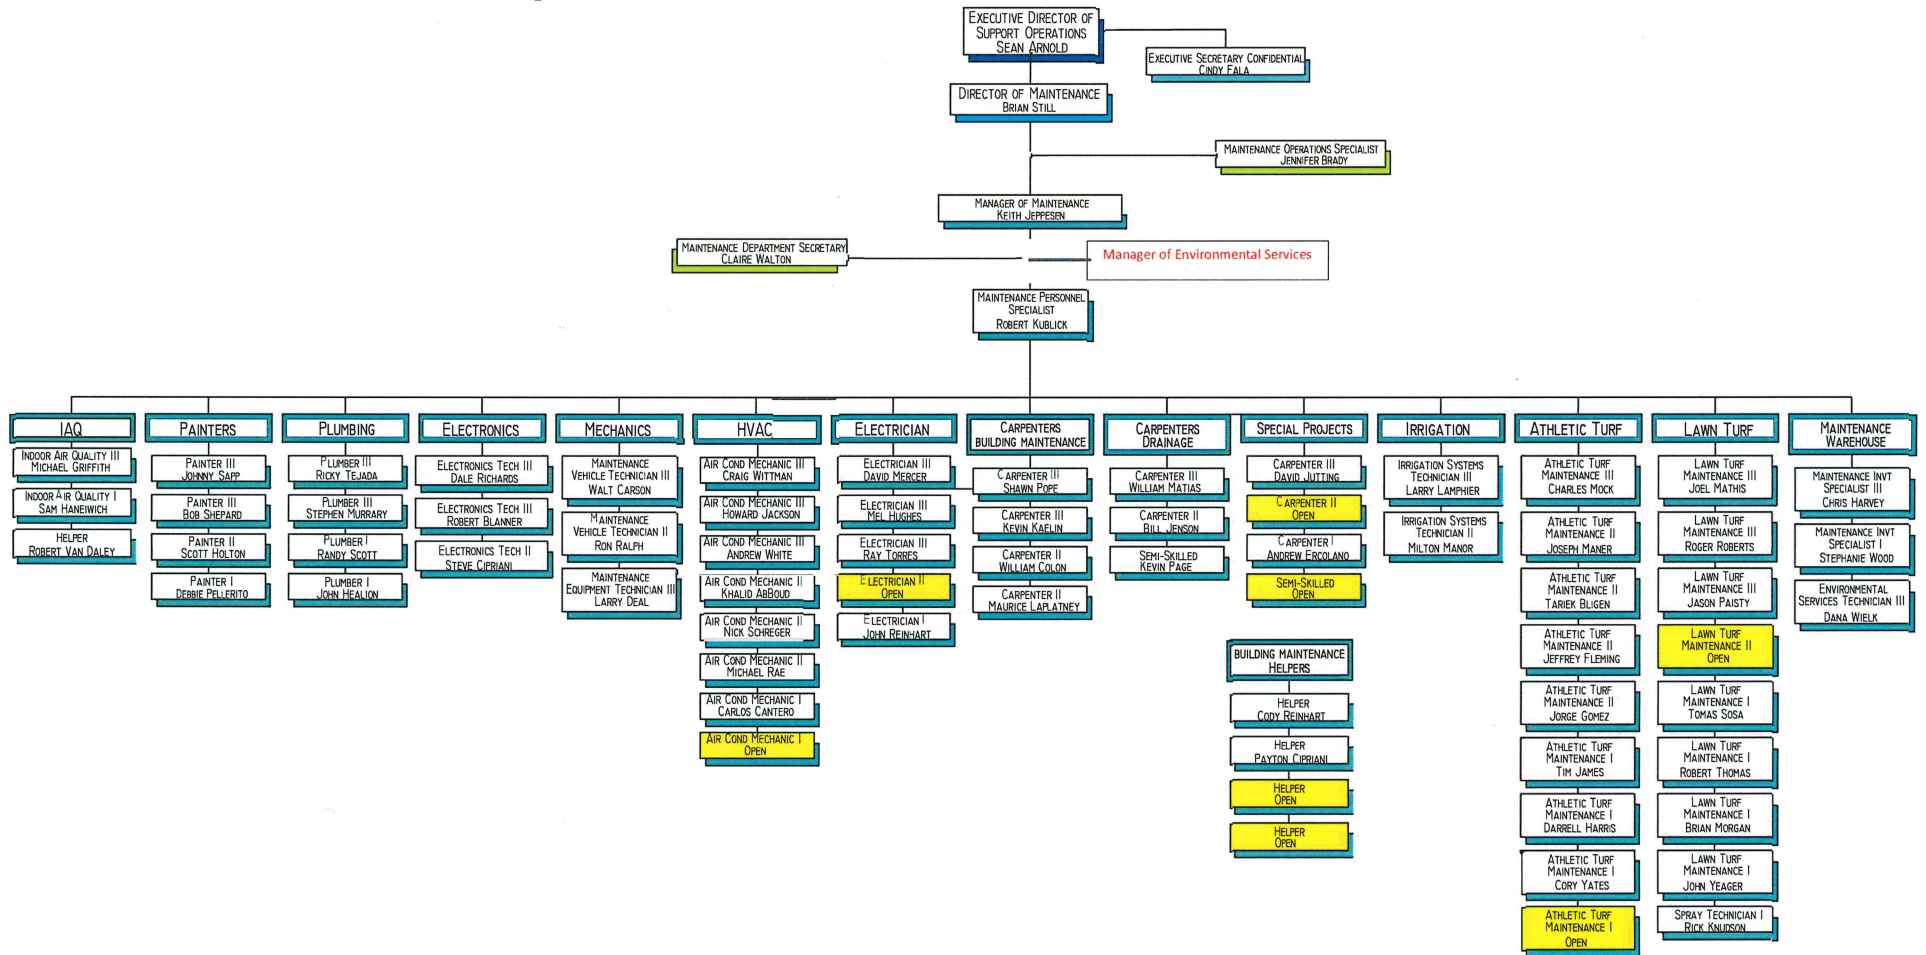 EXECUTIVE DIRECTOR OF
SUPPORT OPERATIONS
SEAN ARNOLD
EXECUTIVE SECRETARY CONFIDENTIAL
CINDY FALA
DIRECTOR OF MAINTENANCE
BRIAN STILL
MAINTENANCE OPERATIONS SPECIALIST
JENNIFER BRADY
MANAGER OF MAINTENANCE
KEITH JEPPESEN
MAINTENANCE DEPARTMENT SECRETARY
CLAIRE WALTON
Manager of Environmental Services
MAINTENANCE PERSONNEL
SPECIALIST
ROBERT KUBLICK
IAQ
INDOOR AIR QUALITY III
MICHAEL GRIFFITH
INDOOR AIR QUALITY I
SAM HANEIWICH
HELPER
ROBERT VAN DALEY
PAINTERS
PAINTER III
JOHNNY SAPP
PAINTER III
BOB SHEPARD
PAINTER II
SCOTT HOLTON
PAINTER I
DEBBIE PELLERITO
PLUMBING
PLUMBER III
RICKY TEJADA
PLUMBER III
STEPHEN MURRARY
PLUMBER I
RANDY SCOTT
PLUMBER I
JOHN HEALION
ELECTRONICS
ELECTRONICS TECH III
DALE RICHARDS
ELECTRONICS TECH III
ROBERT BLANNER
ELECTRONICS TECH II
STEVE CIPRIANI
MECHANICS
MAINTENANCE
VEHICLE TECHNICIAN III
WALT CARSON
MAINTENANCE
VEHICLE TECHNICIAN II
RON RALPH
MAINTENANCE
EQUIPMENT TECHNICIAN III
LARRY DEAL
HVAC
AIR COND MECHANIC III
CRAIG WITTMAN
AIR COND MECHANIC III
HOWARD JACKSON
AIR COND MECHANIC III
ANDREW WHITE
AIR COND MECHANIC II
KHALID ABBOUD
AIR COND MECHANIC II
NICK SCHREGER
AIR COND MECHANIC II
MICHAEL RAE
AIR COND MECHANIC I
CARLOS CANTERO
AIR COND MECHANIC I
OPEN
ELECTRICIAN
ELECTRICIAN III
DAVID MERCER
ELECTRICIAN III
MEL HUGHES
ELECTRICIAN III
RAY TORRES
ELECTRICIAN II
OPEN
ELECTRICIAN I
JOHN REINHART
CARPENTERS
BUILDING MAINTENANCE
CARPENTER III
SHAWN POPE
CARPENTER III
KEVIN KAELIN
CARPENTER II
WILLIAM COLON
CARPENTER II
MAURICE LAPLATNEY
CARPENTERS
DRAINAGE
CARPENTER III
WILLIAM MATIAS
CARPENTER II
BILL JENSON
SEMI-SKILLED
KEVIN PAGE
SPECIAL PROJECTS
CARPENTER III
DAVID JUTTING
CARPENTER II
OPEN
CARPENTER I
ANDREW ERCOLANO
SEMI-SKILLED
OPEN
BUILDING MAINTENANCE
HELPERS
HELPER
CODY REINHART
HELPER
PAYTON CIPRIANI
HELPER
OPEN
HELPER
OPEN
IRRIGATION
IRRIGATION SYSTEMS
TECHNICIAN III
LARRY LAMPHIER
IRRIGATION SYSTEMS
TECHNICIAN II
MILTON MANOR
ATHLETIC TURF
ATHLETIC TURF
MAINTENANCE III
CHARLES MOCK
ATHLETIC TURF
MAINTENANCE II
JOSEPH MANER
ATHLETIC TURF
MAINTENANCE II
TARIEK BLIGEN
ATHLETIC TURF
MAINTENANCE II
JEFFREY FLEMING
ATHLETIC TURF
MAINTENANCE II
JORGE GOMEZ
ATHLETIC TURF
MAINTENANCE I
TIM JAMES
ATHLETIC TURF
MAINTENANCE I
DARRELL HARRIS
ATHLETIC TURF
MAINTENANCE I
CORY YATES
ATHLETIC TURF
MAINTENANCE I
OPEN
LAWN TURF
LAWN TURF
MAINTENANCE III
JOEL MATHIS
LAWN TURF
MAINTENANCE III
ROGER ROBERTS
LAWN TURF
MAINTENANCE III
JASON PAISTY
LAWN TURF
MAINTENANCE II
OPEN
LAWN TURF
MAINTENANCE I
TOMAS SOSA
LAWN TURF
MAINTENANCE I
ROBERT THOMAS
LAWN TURF
MAINTENANCE I
BRIAN MORGAN
LAWN TURF
MAINTENANCE I
JOHN YEAGER
SPRAY TECHNICIAN I
RICK KNUDSON
MAINTENANCE
WAREHOUSE
MAINTENANCE INVT
SPECIALIST III
CHRIS HARVEY
MAINTENANCE INVT
SPECIALIST I
STEPHANIE WOOD
ENVIRONMENTAL
SERVICES TECHNICIAN III
DANA WIELK